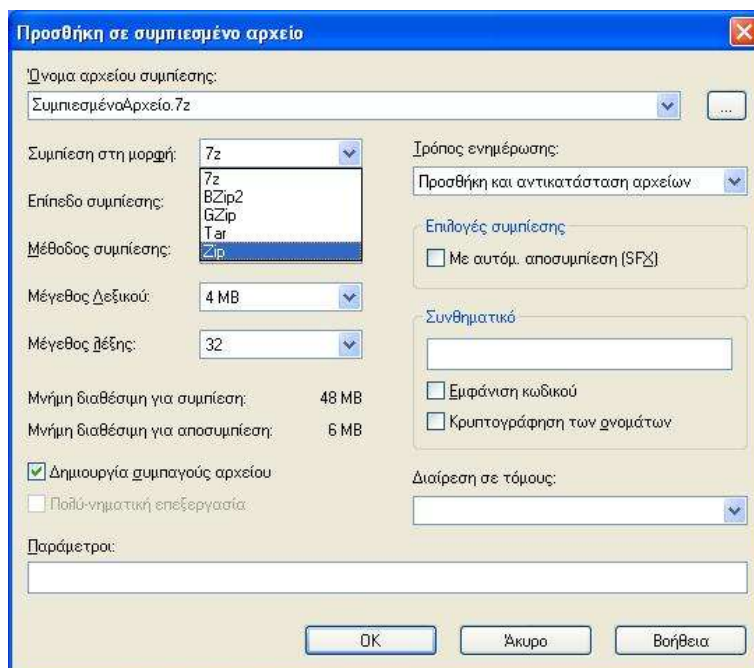 Προσθήκη σε συμπιεσμένο αρχείο
Όνομα αρχείου συμπίεσης:
ΣυμπιεσμένοΑρχείο.7z
...
Συμπίεση στη μορφή:
7z
7z
BZip2
GZip
Tar
Zip
Επίπεδο συμπίεσης:
Μέθοδος συμπίεσης:
Μέγεθος Λεξικού:
4 MB
Μέγεθος λέξης:
32
Μνήμη διαθέσιμη για συμπίεση:
48 MB
Μνήμη διαθέσιμη για αποσυμπίεση:
6 MB
Δημιουργία συμπαγούς αρχείου
Πολύ-νηματική επεξεργασία
Τρόπος ενημέρωσης:
Προσθήκη και αντικατάσταση αρχείων
Επιλογές συμπίεσης
Με αυτόμ. αποσυμπίεση (SFX)
Συνθηματικό
Εμφάνιση κωδικού
Κρυπτογράφηση των ονομάτων
Διαίρεση σε τόμους:
Παράμετροι:
OK
Άκυρο
Βοήθεια